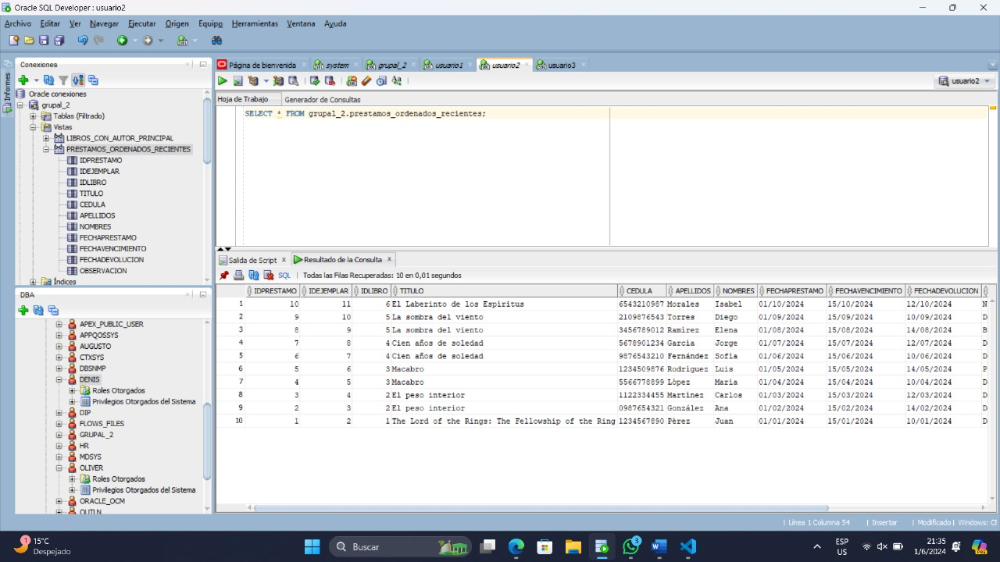 Oracle SQL Developer : usuario2
Archivo Editar Ver Navegar Ejecutar Origen Equipo Herramientas Ventana Ayuda
Informes
Conexiones
Oracle conexiones
grupal_2
Tablas (Filtrado)
Vistas
LIBROS_CON_AUTOR_PRINCIPAL
PRESTAMOS_ORDENADOS_RECIENTES
IDPRESTAMO
IDEJEMPLAR
IDLIBRO
TITULO
CEDULA
APELLIDOS
NOMBRES
FECHAPRESTAMO
FECHAVENCIMIENTO
FECHADEVOLUCION
OBSERVACION
Índices
DBA
APEX_PUBLIC_USER
APPQOSSYS
AUGUSTO
CTXSYS
DBSNMP
DENIS
Roles Otorgados
Privilegios Otorgados del Sistema
DIP
FLOWS_FILES
GRUPAL_2
HR
MDSYS
OLIVER
Roles Otorgados
Privilegios Otorgados del Sistema
ORACLE_OCM
OUTLN
Página de bienvenida system grupal_2 usuario1 usuario2 usuario3
usuario2
Hoja de Trabajo Generador de Consultas
SELECT * FROM grupal_2.prestamos_ordenados_recientes;
Salida de Script Resultado de la Consulta
SQL Todas las Filas Recuperadas: 10 en 0,01 segundos
IDPRESTAMO IDEJEMPLAR IDLIBRO TITULO CEDULA APELLIDOS NOMBRES FECHAPRESTAMO FECHAVENCIMIENTO FECHADEVOLUCION
1 10 11 6 El Laberinto de los Espíritus 6543210987 Morales Isabel 01/10/2024 15/10/2024 12/10/2024 N
2 9 10 5 La sombra del viento 2109876543 Torres Diego 01/09/2024 15/09/2024 10/09/2024 D
3 8 9 5 La sombra del viento 3456789012 Ramírez Elena 01/08/2024 15/08/2024 14/08/2024 B
4 7 8 4 Cien años de soledad 5678901234 García Jorge 01/07/2024 15/07/2024 12/07/2024 D
5 6 7 4 Cien años de soledad 9876543210 Fernández Sofía 01/06/2024 15/06/2024 10/06/2024 D
6 5 6 3 Macabro 1234509876 Rodríguez Luis 01/05/2024 15/05/2024 14/05/2024 P
7 4 5 3 Macabro 5566778899 López María 01/04/2024 15/04/2024 10/04/2024 D
8 3 4 2 El peso interior 1122334455 Martínez Carlos 01/03/2024 15/03/2024 12/03/2024 D
9 2 3 2 El peso interior 0987654321 González Ana 01/02/2024 15/02/2024 14/02/2024 D
10 1 2 1 The Lord of the Rings: The Fellowship of the Ring 1234567890 Pérez Juan 01/01/2024 15/01/2024 10/01/2024 D
Línea 1 Columna 54 Insertar Modificado Windows: C
1
15°C
Despejado
Buscar
3
ESP
US
21:35
1/6/2024
PRE